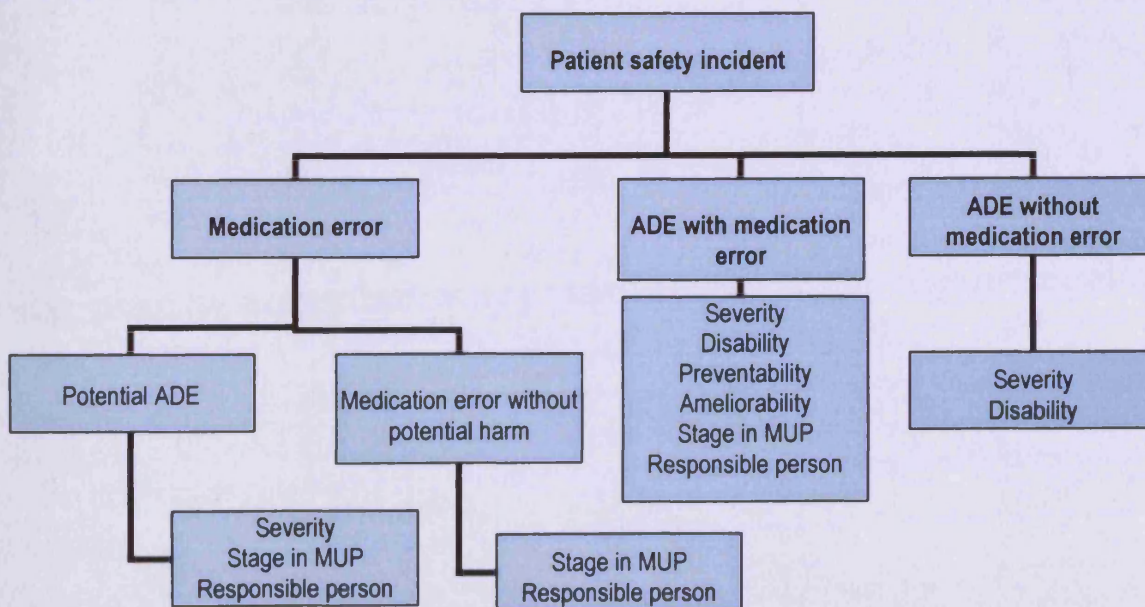 Patient safety incident
Medication error
ADE with medication
error
ADE without
medication error
Potential ADE
Medication error without
potential harm
Severity
Disability
Preventability
Ameliorability
Stage in MUP
Responsible person
Severity
Disability
Severity
Stage in MUP
Responsible person
Stage in MUP
Responsible person